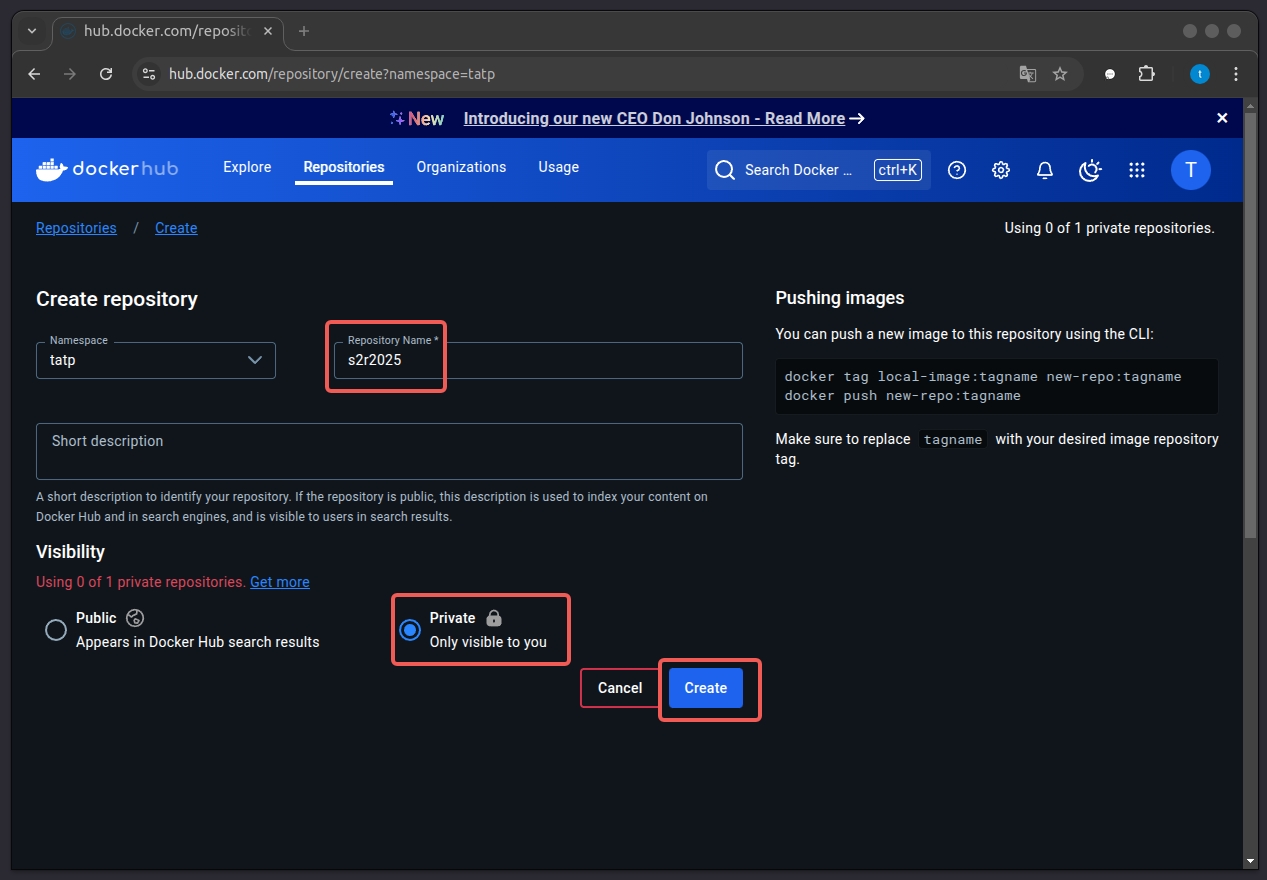 hub.docker.com/reposit
hub.docker.com/repository/create?namespace=tatp
t
New Introducing our new CEO Don Johnson - Read More
dockerhub Explore Repositories Organizations Usage Search Docker ... ctrl+K T
Repositories / Create Using 0 of 1 private repositories.
Create repository
Namespace
tatp
Repository Name *
s2r2025
Short description
A short description to identify your repository. If the repository is public, this description is used to index your content on
Docker Hub and in search engines, and is visible to users in search results.
Visibility
Using 0 of 1 private repositories. Get more
Public
Appears in Docker Hub search results
Private
Only visible to you
Cancel Create
Pushing images
You can push a new image to this repository using the CLI:
docker tag local-image:tagname new-repo:tagname
docker push new-repo:tagname
Make sure to replace tagname with your desired image repository
tag.